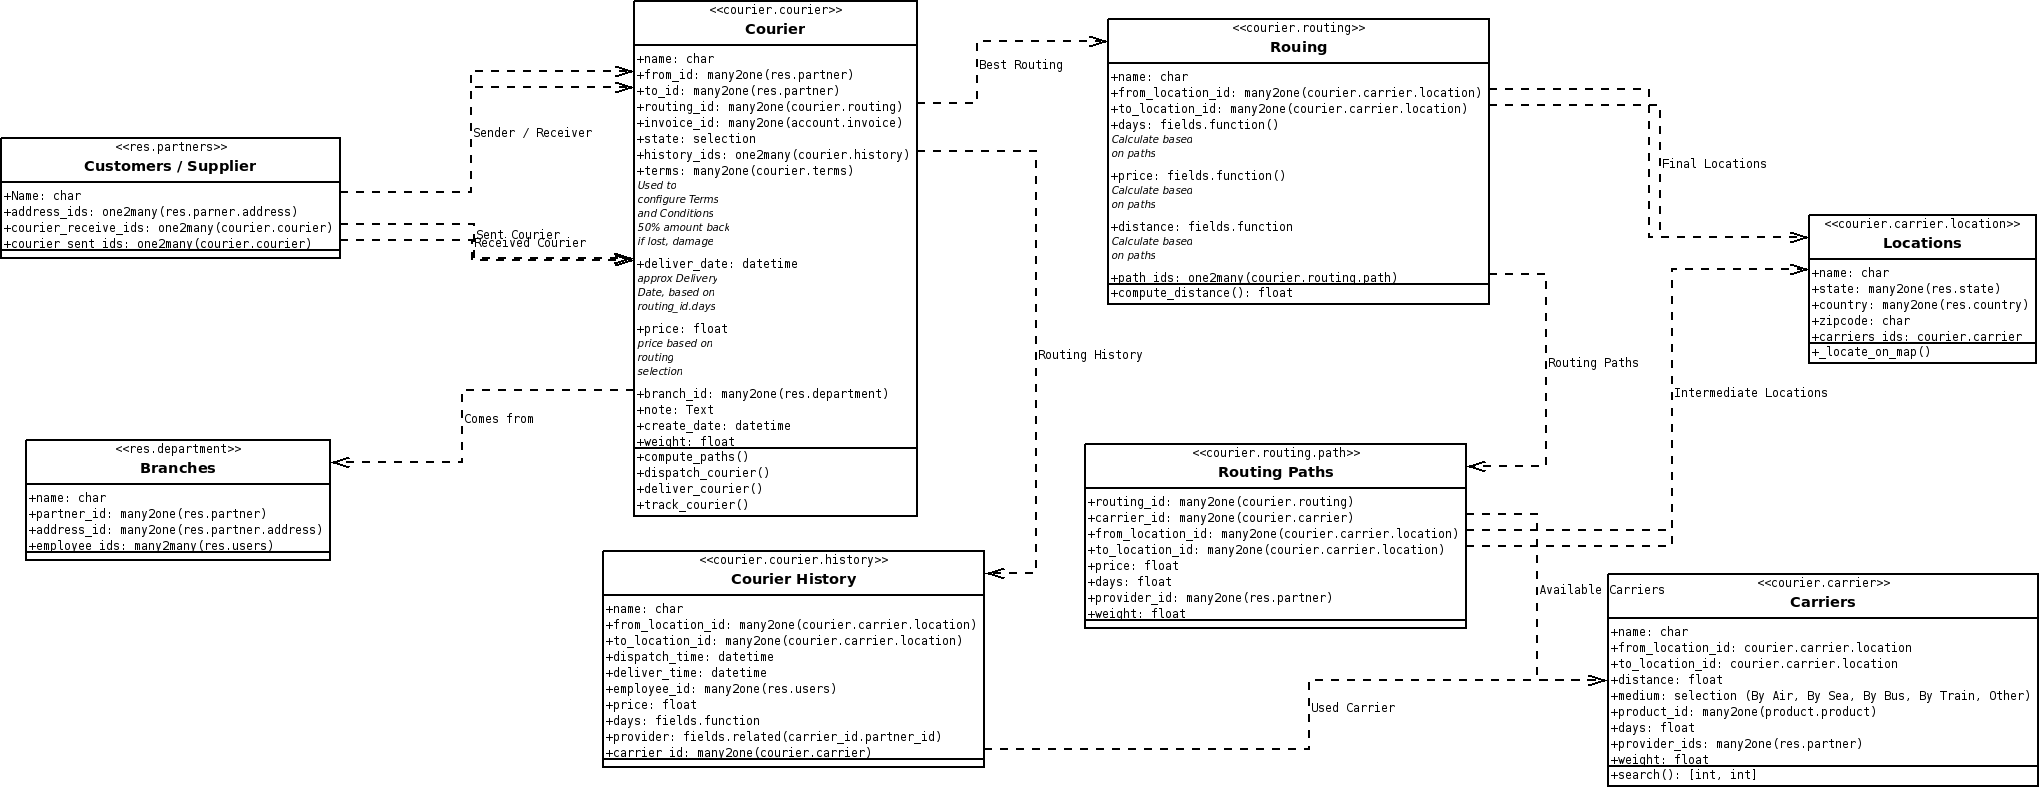 <<res.partners>>
Customers / Supplier
+Name: char
+address_ids: one2many(res.parner.address)
+courier_receive_ids: one2many(courier.courier)
+courier_sent_ids: one2many(courier.courier)
Sender / Receiver
Sent Courier
Received Courier
<<courier.courier>>
Courier
+name: char
+from_id: many2one(res.partner)
+to_id: many2one(res.partner)
+routing_id: many2one(courier.routing)
+invoice_id: many2one(account.invoice)
+state: selection
+history_ids: one2many(courier.history)
+terms: many2one(courier.terms)
Used to
configure Terms
and Conditions
50% amount back
if lost, damage
+deliver_date: datetime
approx Delivery
Date, based on
routing_id.days
+price: float
price based on
routing
selection
+branch_id: many2one(res.department)
+note: Text
+create_date: datetime
+weight: float
+compute_paths()
+dispatch_courier()
+deliver_courier()
+track_courier()
Best Routing
Routing History
Comes from
<<res.department>>
Branches
+name: char
+partner_id: many2one(res.partner)
+address_id: many2one(res.partner.address)
+employee_ids: many2many(res.users)
<<courier.routing>>
Rouing
+name: char
+from_location_id: many2one(courier.carrier.location)
+to_location_id: many2one(courier.carrier.location)
+days: fields.function()
Calculate based
on paths
+price: fields.function()
Calculate based
on paths
+distance: fields.function
Calculate based
on paths
+path_ids: one2many(courier.routing.path)
+compute_distance(): float
Final Locations
Routing Paths
Intermediate Locations
<<courier.carrier.location>>
Locations
+name: char
+state: many2one(res.state)
+country: many2one(res.country)
+zipcode: char
+carriers_ids: courier.carrier
+_locate_on_map()
<<courier.routing.path>>
Routing Paths
+routing_id: many2one(courier.routing)
+carrier_id: many2one(courier.carrier)
+from_location_id: many2one(courier.carrier.location)
+to_location_id: many2one(courier.carrier.location)
+price: float
+days: float
+provider_id: many2one(res.partner)
+weight: float
Available Carriers
<<courier.courier.history>>
Courier History
+name: char
+from_location_id: many2one(courier.carrier.location)
+to_location_id: many2one(courier.carrier.location)
+dispatch_time: datetime
+deliver_time: datetime
+employee_id: many2one(res.users)
+price: float
+days: fields.function
+provider: fields.related(carrier_id.partner_id)
+carrier_id: many2one(courier.carrier)
Used Carrier
<<courier.carrier>>
Carriers
+name: char
+from_location_id: courier.carrier.location
+to_location_id: courier.carrier.location
+distance: float
+medium: selection (By Air, By Sea, By Bus, By Train, Other)
+product_id: many2one(product.product)
+days: float
+provider_ids: many2one(res.partner)
+weight: float
+search(): [int, int]